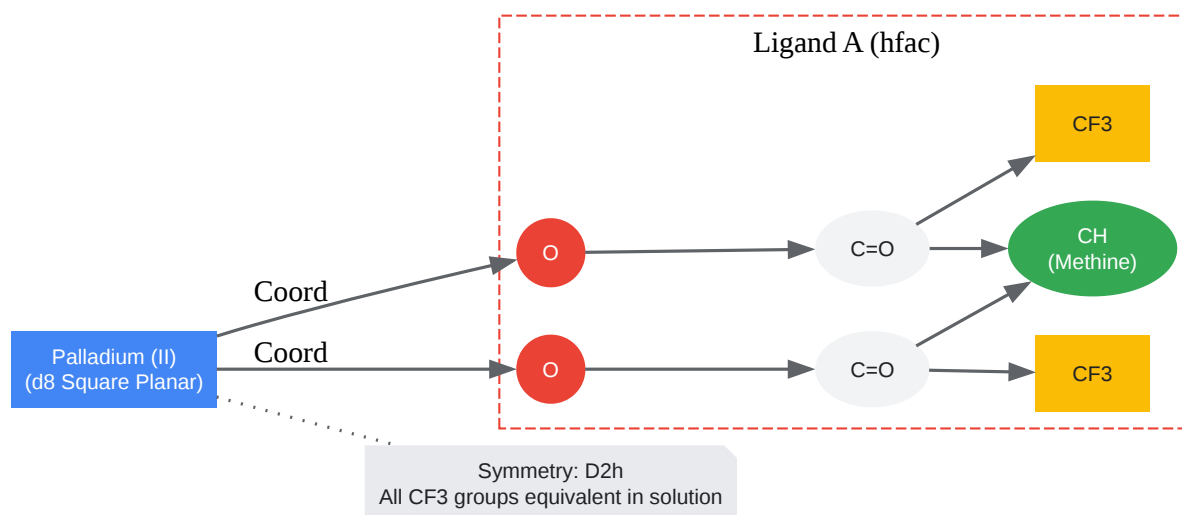 Ligand A (hfac)
CF3
CH
(Methine)
O
C=O
Coord
Coord
Palladium (II)
(d8 Square Planar)
O
C=O
CF3
Symmetry: D2h
All CF3 groups equivalent in solution